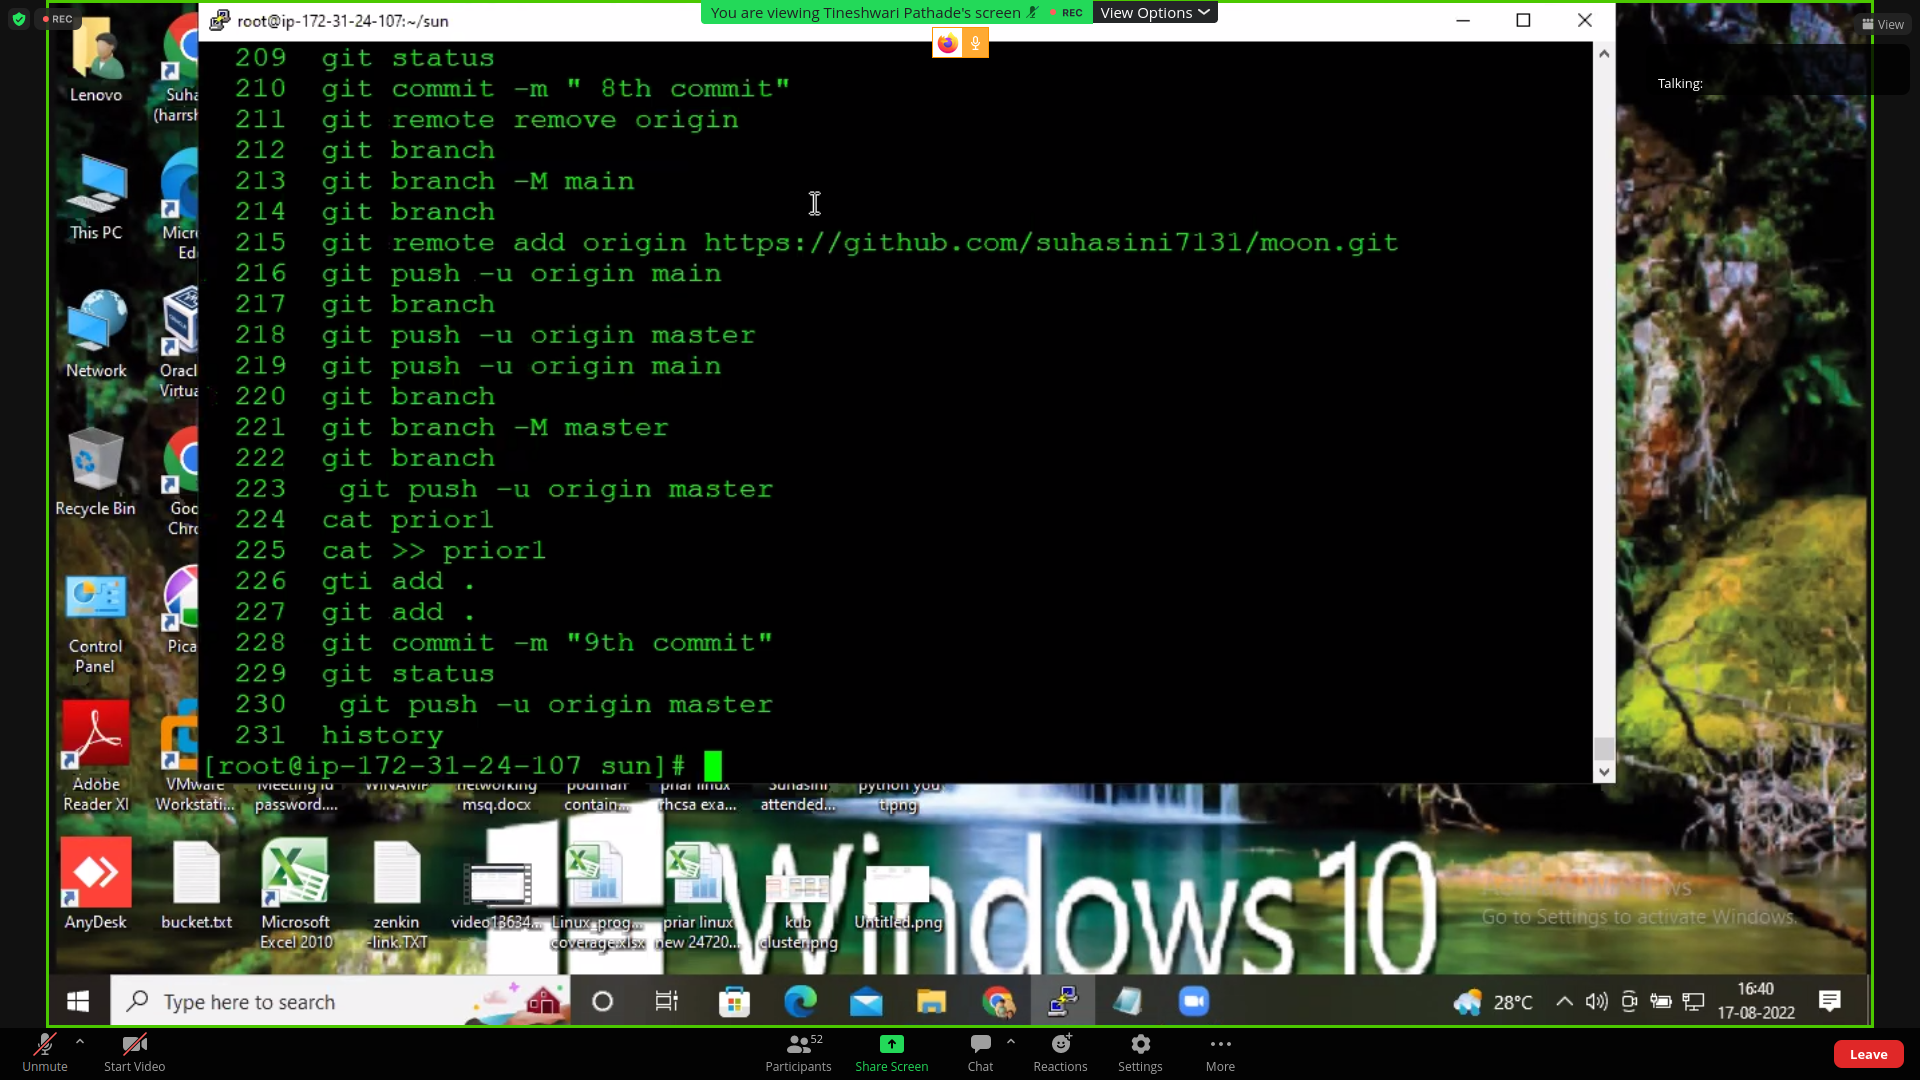 REC
root@ip-172-31-24-107:~/sun
You are viewing Tineshwari Pathade's screen
REC
View Options
View
Talking:
209 git status
210 git commit -m " 8th commit"
211 git remote remove origin
212 git branch
213 git branch -M main
214 git branch
215 git remote add origin https://github.com/suhasini7131/moon.git
216 git push -u origin main
217 git branch
218 git push -u origin master
219 git push -u origin main
220 git branch
221 git branch -M master
222 git branch
223  git push -u origin master
224 cat prior1
225 cat >> prior1
226 gti add .
227 git add .
228 git commit -m "9th commit"
229 git status
230  git push -u origin master
231 history
[root@ip-172-31-24-107 sun]#
Lenovo
Suha
(harrsh
This PC
Micro
Ed
Network
Oracl
Virtua
Recycle Bin
Goo
Chro
Control
Panel
Pica
Adobe
Reader XI
VMware
Workstati...
Meeting id
password....
WINAMP
networking
msq.docx
podman
contain...
priar linux
rhcsa exa...
Suhasini
attended...
python you
t.png
AnyDesk
bucket.txt
Microsoft
Excel 2010
zenkin
-link.TXT
video13634...
Linux_prog...
coverage.xlsx
priar linux
new 24720...
kub
cluster.png
Untitled.png
Windows 10
Activate Windows
Go to Settings to activate Windows.
Type here to search
28°C
16:40
17-08-2022
Unmute
Start Video
Participants
52
Share Screen
Chat
Reactions
Settings
More
Leave